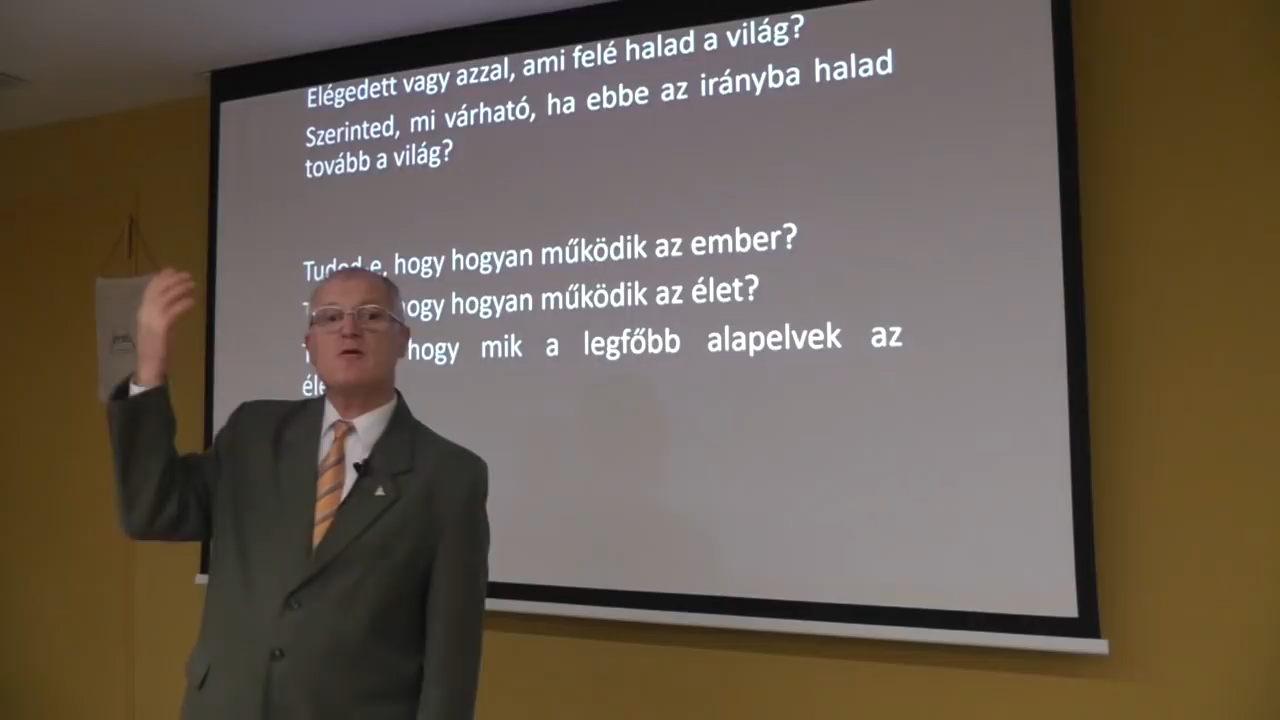 Elégedett vagy azzal, ami felé halad a világ?
Szerinted, mi várható, ha ebbe az irányba halad
tovább a világ?
Tudod-e, hogy hogyan működik az ember?
hogy hogyan működik az élet?
hogy mik a legfőbb alapelvek az